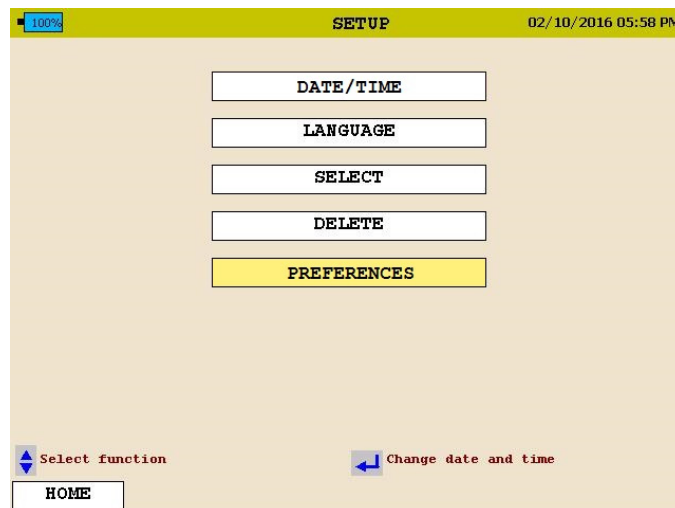 100% SETUP 02/10/2016 05:58 PM
DATE/TIME
LANGUAGE
SELECT
DELETE
PREFERENCES
Select function Change date and time
HOME